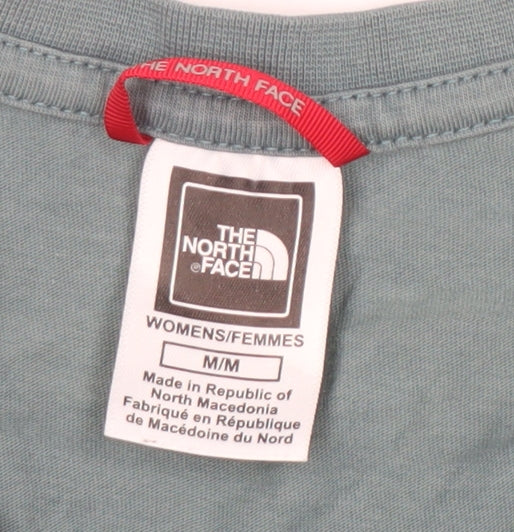 THE NORTH FACE
THE
NORTH
®FACE
WOMENS/FEMMES
M/M
Made in Republic of
North Macedonia
Fabriqué en République
de Macédoine du Nord